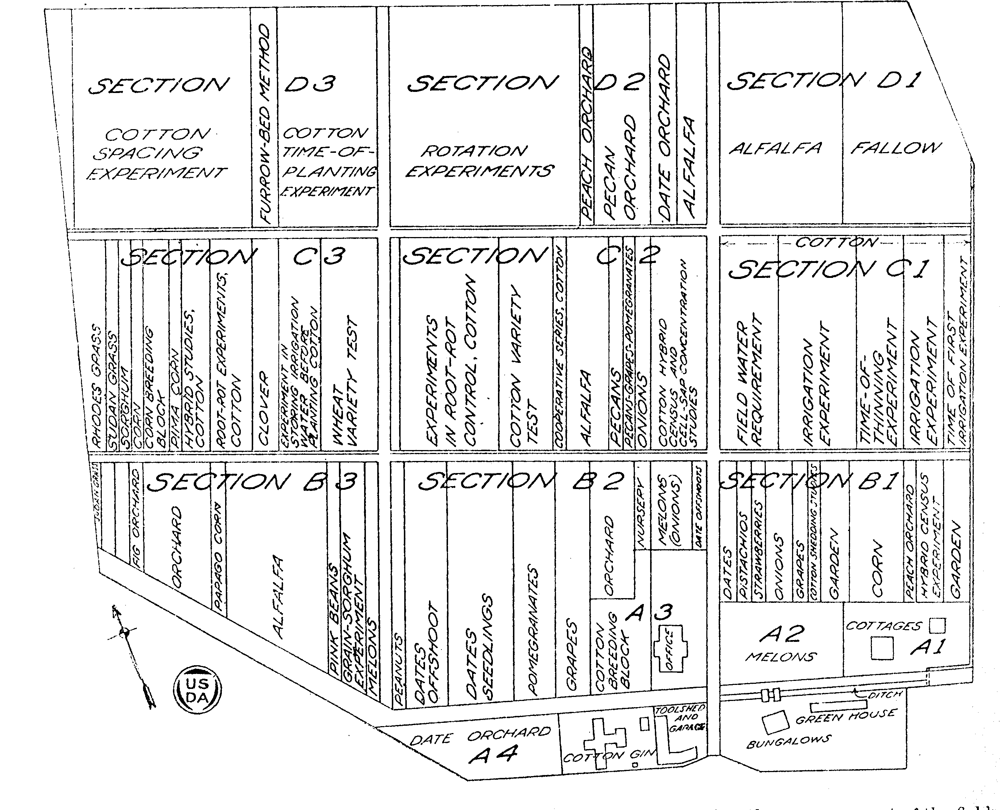 SECTION D3
COTTON
SPACING
EXPERIMENT
FURROW-BED METHOD
COTTON
TIME-OF-
PLANTING
EXPERIMENT
SECTION D2
ROTATION
EXPERIMENTS
PEACH ORCHARD
PECAN
ORCHARD
DATE ORCHARD
ALFALFA
SECTION D1
ALFALFA
FALLOW
SECTION C3
RHODES GRASS
SUDAN GRASS
SORGHUM
CORN
CORN BREEDING
BLOCK
PIMA CORN
HYBRID STUDIES,
COTTON
ROOT-ROT EXPERIMENTS,
COTTON
CLOVER
EXPERIMENT IN
STORING IRRIGATION
WATER BEFORE
PLANTING COTTON
WHEAT
VARIETY TEST
SECTION C2
EXPERIMENTS
IN ROOT-ROT
CONTROL, COTTON
COTTON VARIETY
TEST
COOPERATIVE SERIES, COTTON
ALFALFA
PECANS
PECANS-GRAPES-POMEGRANATES
ONIONS
COTTON HYBRID
CENSUS AND
CELL-SAP CONCENTRATION
STUDIES
COTTON
SECTION C1
FIELD WATER
REQUIREMENT
IRRIGATION
EXPERIMENT
TIME-OF-
THINNING
EXPERIMENT
IRRIGATION
EXPERIMENT
TIME OF FIRST
IRRIGATION EXPERIMENT
SECTION B3
SUDAN GRASS
FIG ORCHARD
ORCHARD
PAPAGO CORN
ALFALFA
PINK BEANS
GRAIN-SORGHUM
EXPERIMENT
MELONS
SECTION B2
PEANUTS
DATES
OFFSHOOT
DATES
SEEDLINGS
POMEGRANATES
GRAPES
ORCHARD
NURSERY
MELONS
(ONIONS)
DATE OFFSHOOTS
COTTON
BREEDING
BLOCK
A3
OFFICE
SECTION B1
DATES
PISTACHIOS
STRAWBERRIES
ONIONS
GRAPES
COTTON SHEDDING STUDIES
GARDEN
CORN
PEACH ORCHARD
HYBRID CENSUS
EXPERIMENT
GARDEN
A2
MELONS
COTTAGES
A1
US
DA
DATE ORCHARD
A4
COTTON GIN
TOOLSHED
AND
GARAGE
DITCH
GREEN HOUSE
BUNGALOWS